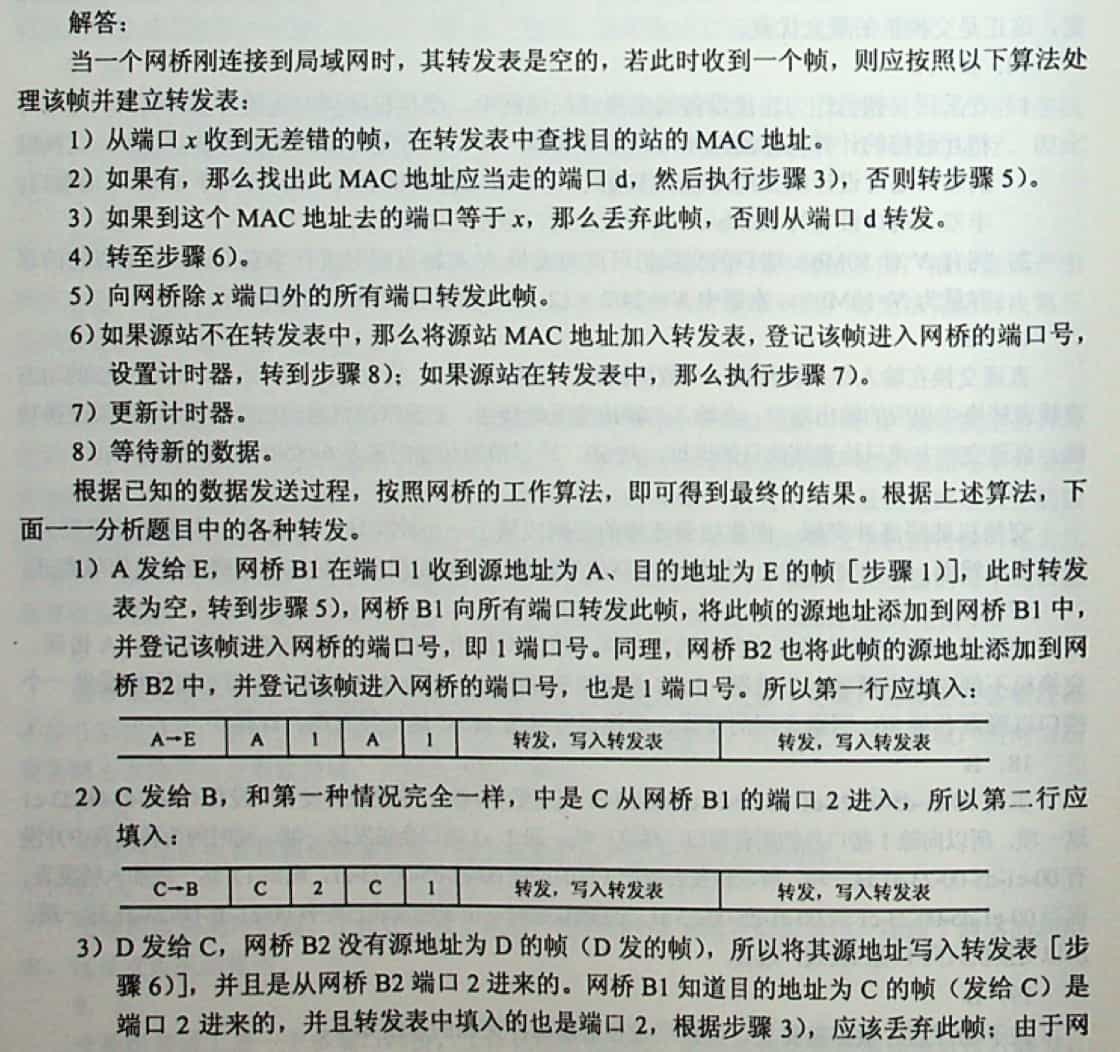 解答：
当一个网桥刚连接到局域网时，其转发表是空的，若此时收到一个帧，则应按照以下算法处
理该帧并建立转发表：
1）从端口 x 收到无差错的帧，在转发表中查找目的站的 MAC 地址。
2）如果有，那么找出此 MAC 地址应当走的端口 d，然后执行步骤 3），否则转步骤 5）。
3）如果到这个 MAC 地址去的端口等于 x，那么丢弃此帧，否则从端口 d 转发。
4）转至步骤 6）。
5）向网桥除 x 端口外的所有端口转发此帧。
6）如果源站不在转发表中，那么将源站 MAC 地址加入转发表，登记该帧进入网桥的端口号，
设置计时器，转到步骤 8）；如果源站在转发表中，那么执行步骤 7）。
7）更新计时器。
8）等待新的数据。
根据已知的数据发送过程，按照网桥的工作算法，即可得到最终的结果。根据上述算法，下
面一一分析题目中的各种转发。
1）A 发给 E，网桥 B1 在端口 1 收到源地址为 A、目的地址为 E 的帧［步骤 1）］，此时转发
表为空，转到步骤 5），网桥 B1 向所有端口转发此帧，将此帧的源地址添加到网桥 B1 中，
并登记该帧进入网桥的端口号，即 1 端口号。同理，网桥 B2 也将此帧的源地址添加到网
桥 B2 中，并登记该帧进入网桥的端口号，也是 1 端口号。所以第一行应填入：
A→E A 1 A 1 转发，写入转发表 转发，写入转发表
2）C 发给 B，和第一种情况完全一样，中是 C 从网桥 B1 的端口 2 进入，所以第二行应
填入：
C→B C 2 C 1 转发，写入转发表 转发，写入转发表
3）D 发给 C，网桥 B2 没有源地址为 D 的帧（D 发的帧），所以将其源地址写入转发表［步
骤 6）］，并且是从网桥 B2 端口 2 进来的。网桥 B1 知道目的地址为 C 的帧（发给 C）是
端口 2 进来的，并且转发表中填入的也是端口 2，根据步骤 3），应该丢弃此帧；由于网